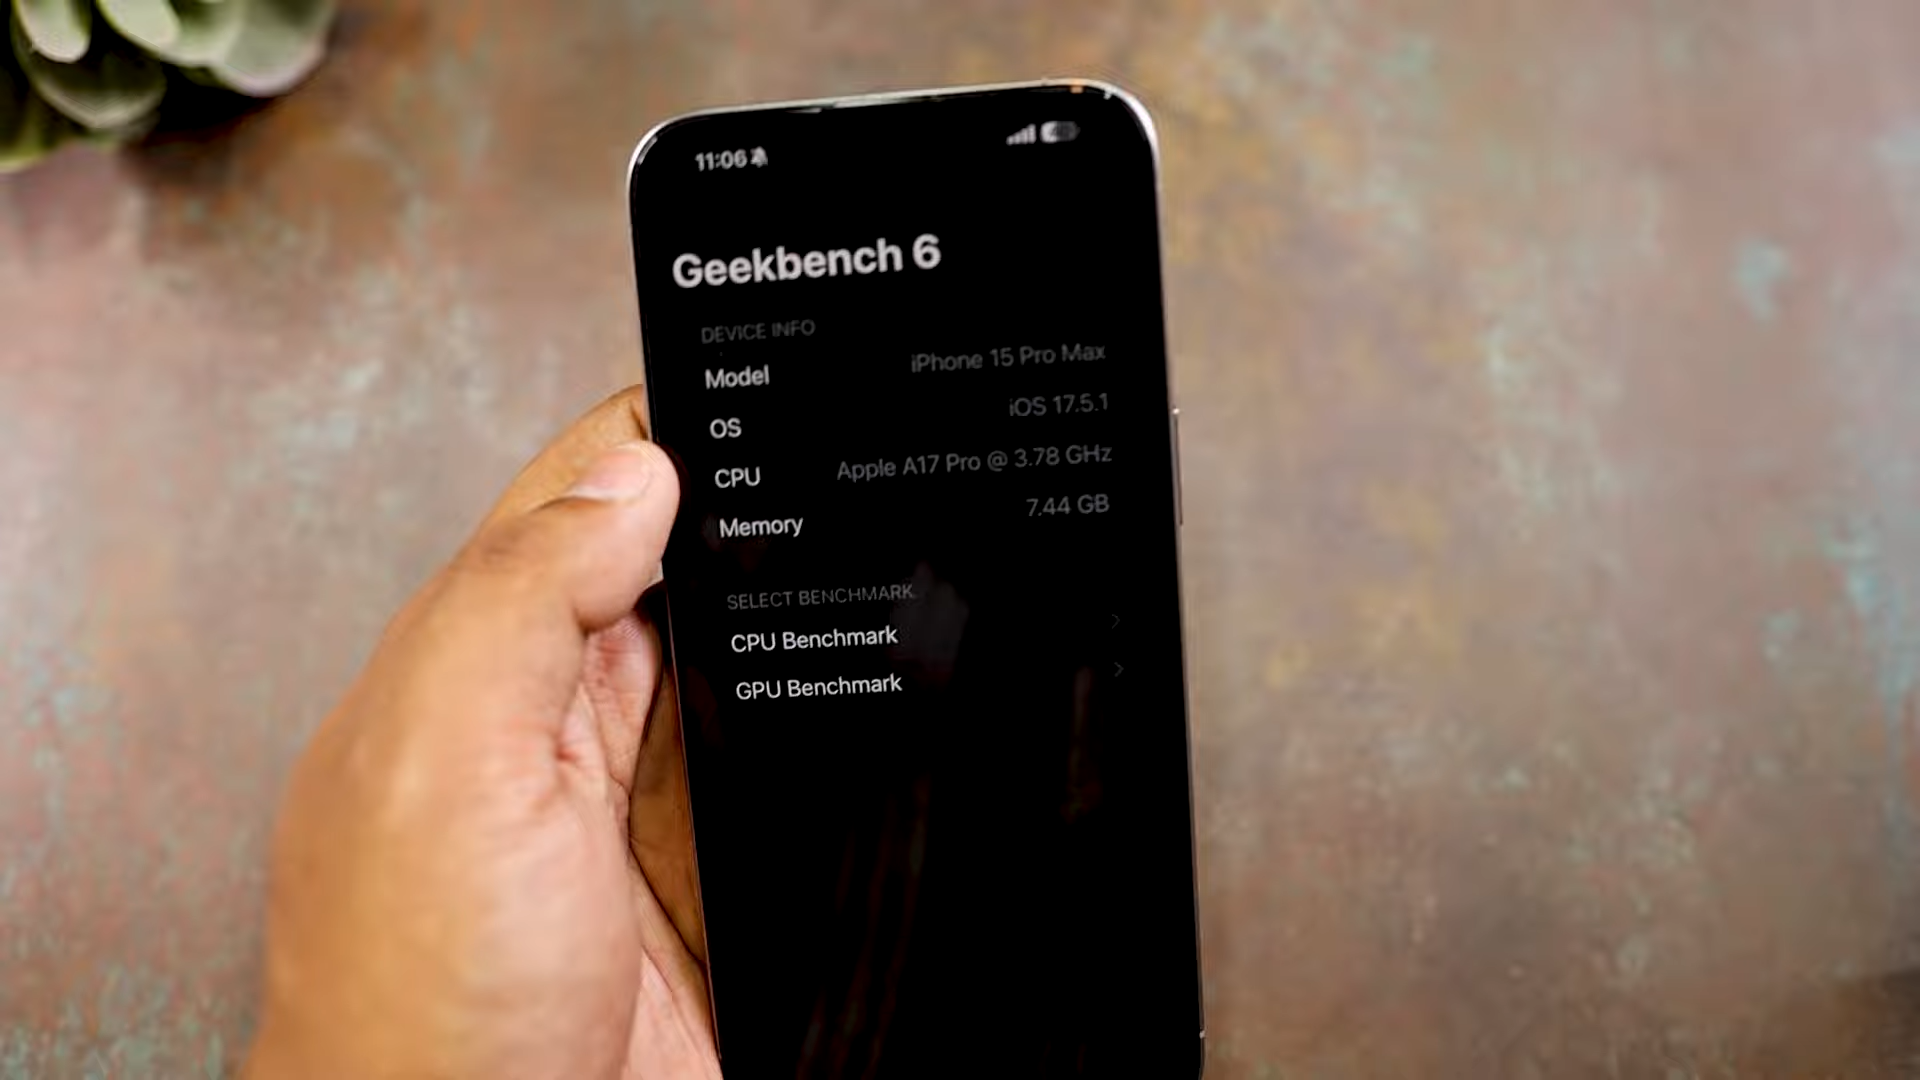 11:06
Geekbench 6
DEVICE INFO
Model iPhone 15 Pro Max
OS iOS 17.5.1
CPU Apple A17 Pro @ 3.78 GHz
Memory 7.44 GB
SELECT BENCHMARK
CPU Benchmark
GPU Benchmark